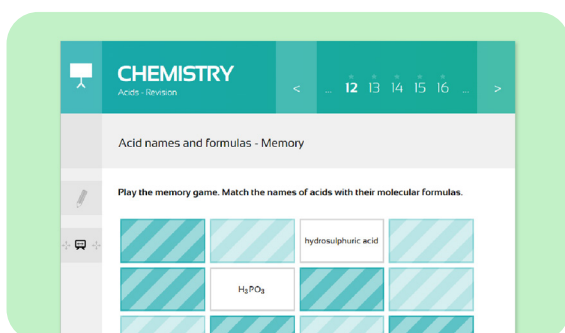 CHEMISTRY
Acids - Revision
< ... 12 13 14 15 16 ... >
Acid names and formulas - Memory
Play the memory game. Match the names of acids with their molecular formulas.
hydrosulphuric acid
H₃PO₃